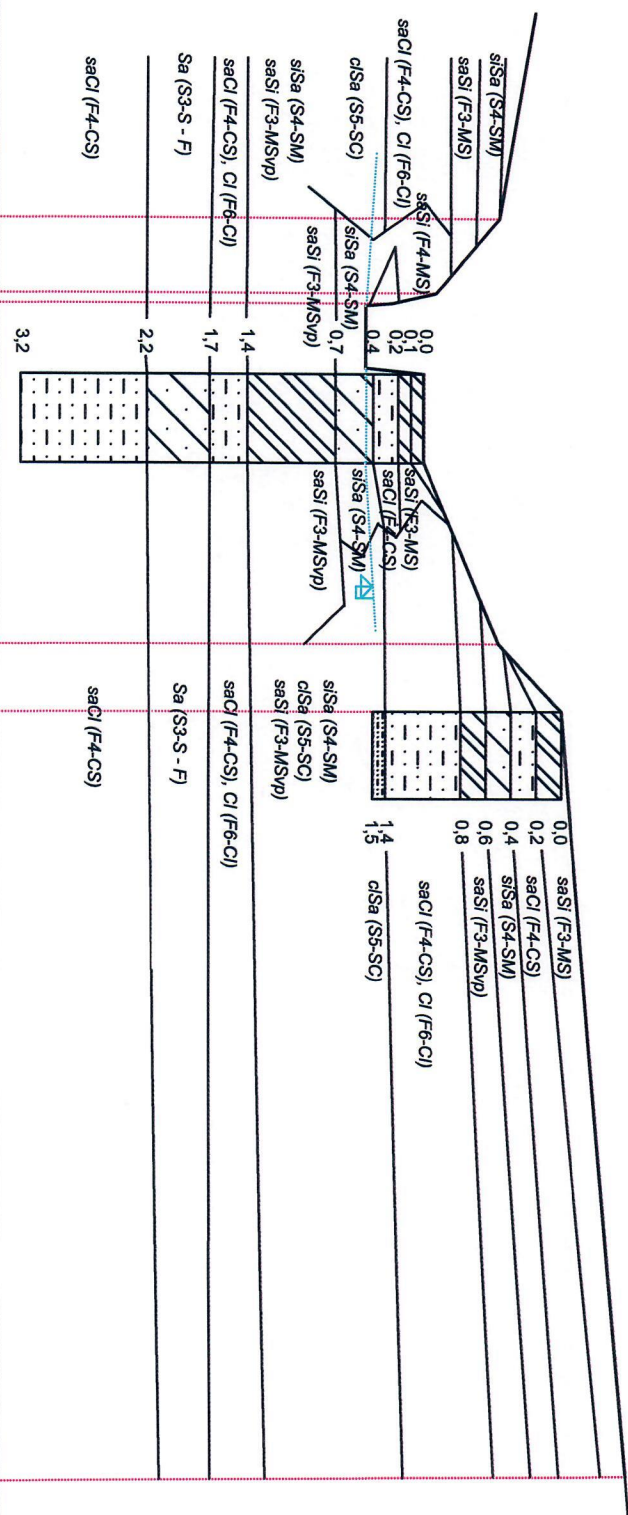 siSa (S4-SM)
saSi (F3-MS)
saCl (F4-CS), Cl (F6-CI)
clSa (S5-SC)
siSa (S4-SM)
saSi (F3-MSvp)
saCl (F4-CS), Cl (F6-CI)
Sa (S3-S - F)
saCl (F4-CS)
saSi (F4-MS)
siSa (S4-SM)
saSi (F3-MSvp)
0,0
0,1
0,2
0,4
0,7
1,4
1,7
2,2
3,2
saSi (F3-MS)
saCl (F4-CS)
siSa (S4-SM)
saSi (F3-MSvp)
siSa (S4-SM)
clSa (S5-SC)
saSi (F3-MSvp)
saCl (F4-CS), Cl (F6-CI)
Sa (S3-S - F)
saCl (F4-CS)
0,0
0,2
0,4
0,6
0,8
1,4
1,5
saSi (F3-MS)
saCl (F4-CS)
siSa (S4-SM)
saSi (F3-MSvp)
saCl (F4-CS), Cl (F6-CI)
clSa (S5-SC)